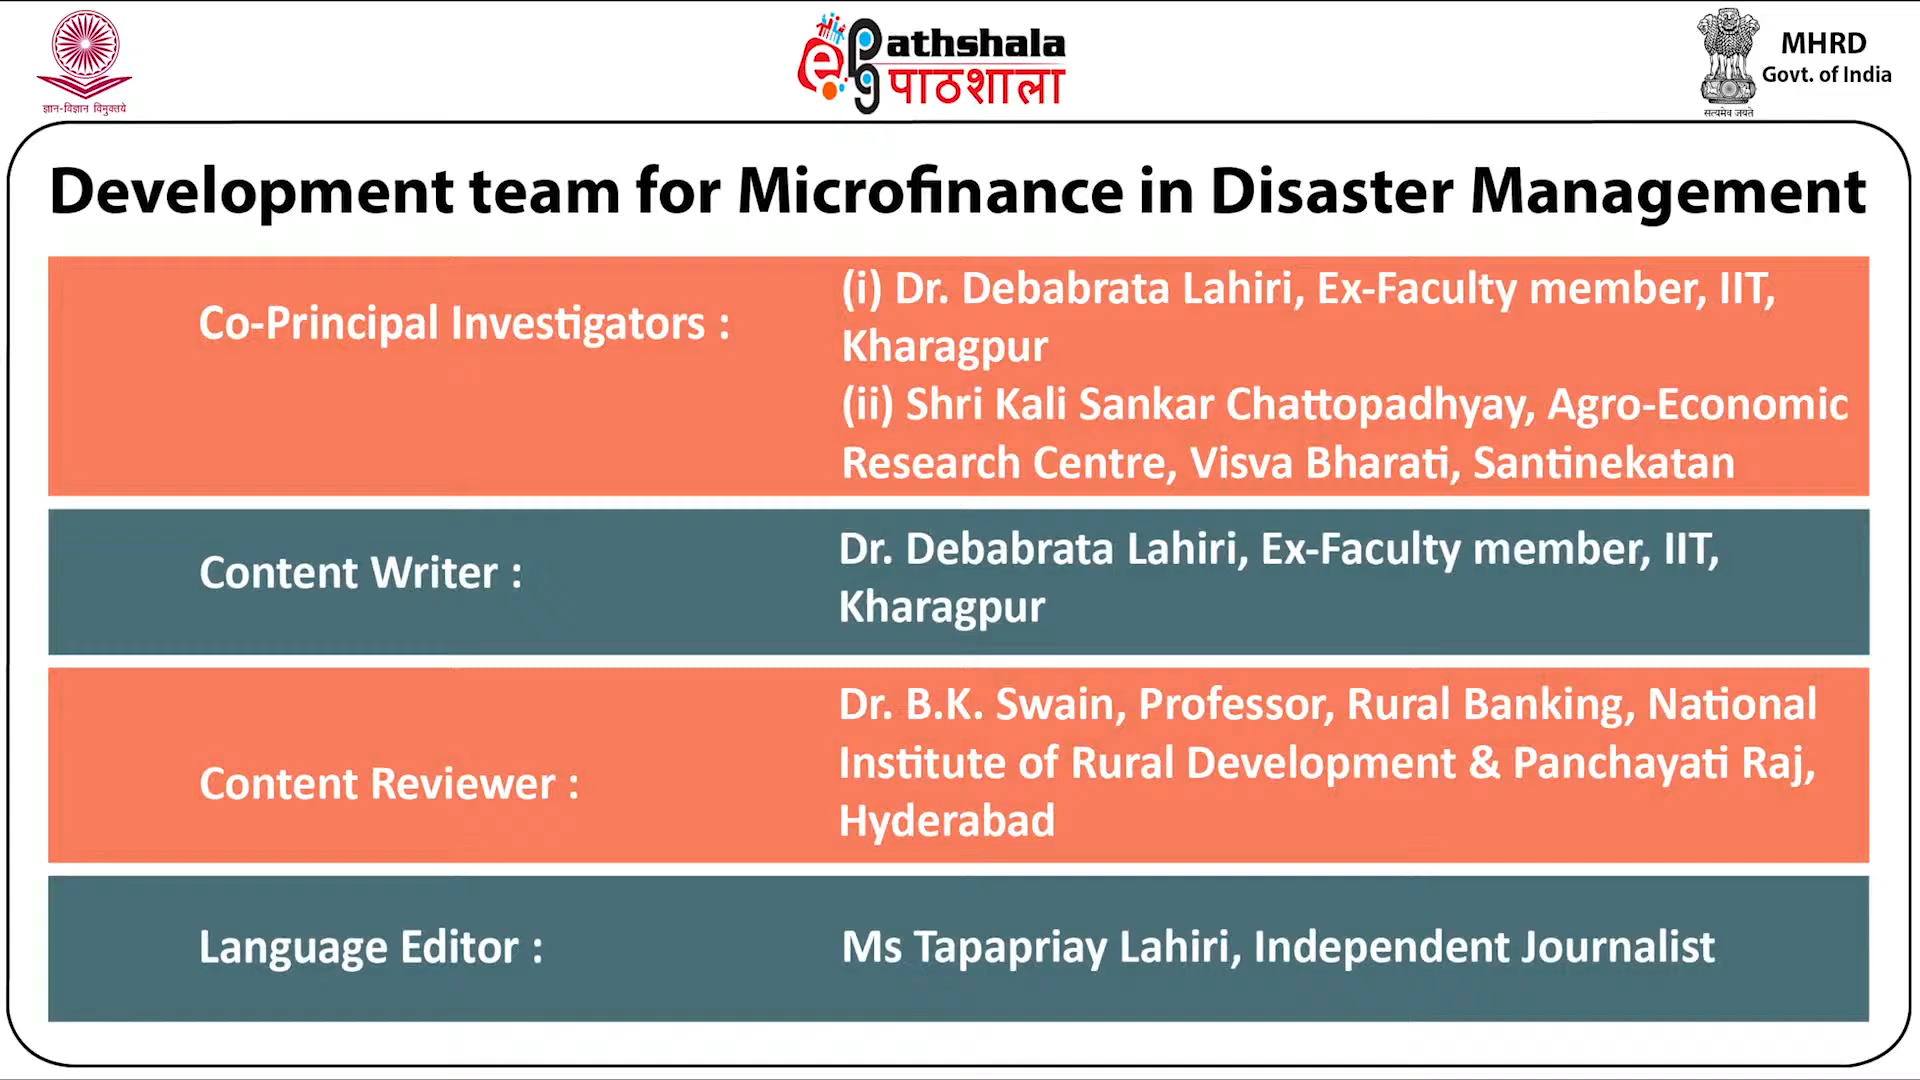 ज्ञान-विज्ञान विमुक्तये
ePG Pathshala
पाठशाला
MHRD
Govt. of India
सत्यमेव जयते
Development team for Microfinance in Disaster Management
Co-Principal Investigators :
(i) Dr. Debabrata Lahiri, Ex-Faculty member, IIT,
Kharagpur
(ii) Shri Kali Sankar Chattopadhyay, Agro-Economic
Research Centre, Visva Bharati, Santinekatan
Content Writer :
Dr. Debabrata Lahiri, Ex-Faculty member, IIT,
Kharagpur
Content Reviewer :
Dr. B.K. Swain, Professor, Rural Banking, National
Institute of Rural Development & Panchayati Raj,
Hyderabad
Language Editor :
Ms Tapapriay Lahiri, Independent Journalist